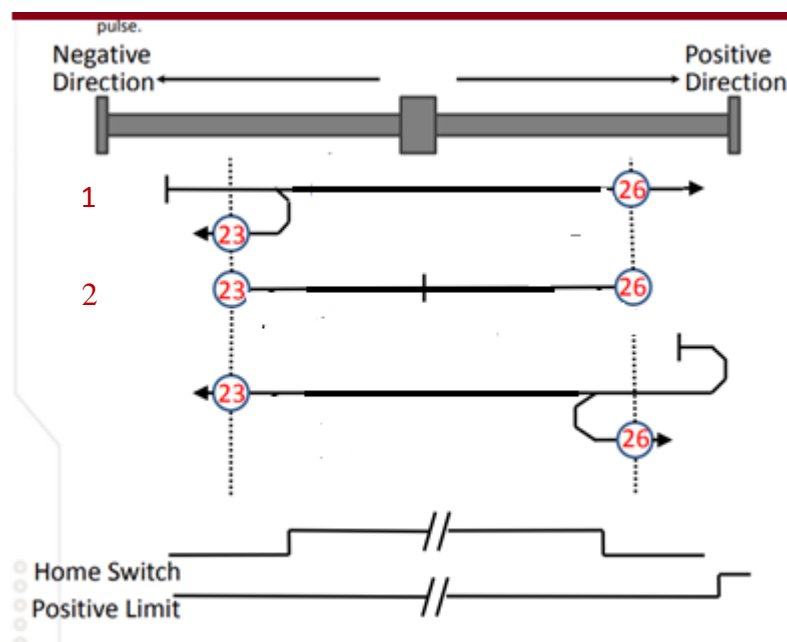 pulse.
Negative
Direction
Positive
Direction
1
26
23
2
23
26
23
26
Home Switch
Positive Limit